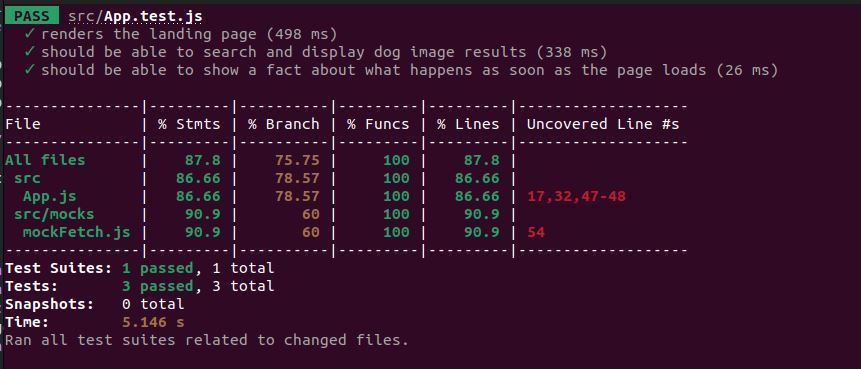 PASS src/App.test.js
✓ renders the landing page (498 ms)
✓ should be able to search and display dog image results (338 ms)
✓ should be able to show a fact about what happens as soon as the page loads (26 ms)
---------------|---------|----------|---------|---------|-------------------
File           | % Stmts | % Branch | % Funcs | % Lines | Uncovered Line #s
---------------|---------|----------|---------|---------|-------------------
All files      |    87.8 |    75.75 |     100 |    87.8 |
 src           |   86.66 |    78.57 |     100 |   86.66 |
  App.js       |   86.66 |    78.57 |     100 |   86.66 | 17,32,47-48
 src/mocks     |    90.9 |       60 |     100 |    90.9 |
  mockFetch.js |    90.9 |       60 |     100 |    90.9 | 54
---------------|---------|----------|---------|---------|-------------------
Test Suites: 1 passed, 1 total
Tests:       3 passed, 3 total
Snapshots:   0 total
Time:        5.146 s
Ran all test suites related to changed files.